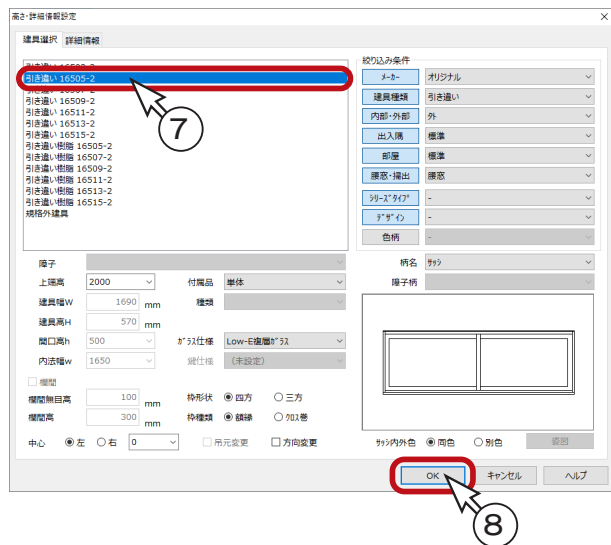 高さ・詳細情報設定
建具選択 詳細情報
引き違い 16505-2
引き違い 16509-2
引き違い 16511-2
引き違い 16513-2
引き違い 16515-2
引き違い樹脂 16505-2
引き違い樹脂 16507-2
引き違い樹脂 16509-2
引き違い樹脂 16511-2
引き違い樹脂 16513-2
引き違い樹脂 16515-2
規格外建具
⑦
絞り込み条件
メーカー オリジナル
建具種類 引き違い
内部・外部 外
出入隅 標準
部屋 標準
腰窓・掃出 腰窓
シリーズタイプ -
デザイン -
色柄 -
障子
柄名 サッシ
上端高 2000 付属品 単体
障子柄
建具幅W 1690 mm 種類
建具高H 570 mm
開口高h 500 ガラス仕様 Low-E複層ガラス
内法幅w 1650 鍵仕様 (未設定)
欄間
欄間無目高 100 mm 枠形状 四方 三方
欄間高 300 mm 枠種類 額縁 クロス巻
中心 左 右 0 吊元変更 方向変更
サッシ内外色 同色 別色 姿図
OK キャンセル ヘルプ
⑧